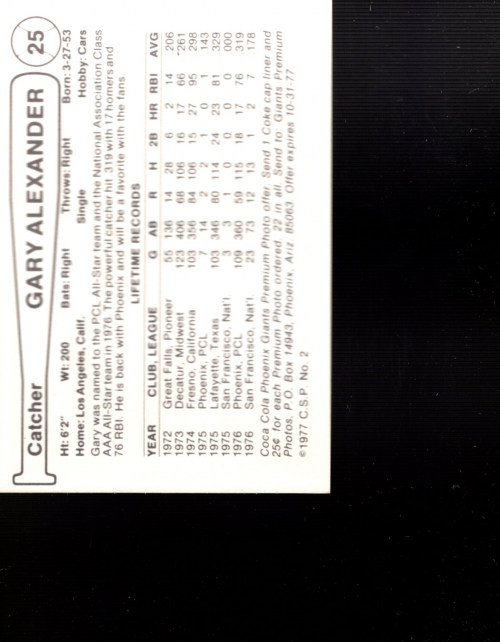 Catcher GARY ALEXANDER 25
Ht: 6'2" Wt: 200 Bats: Right Throws: Right Born: 3-27-53
Home: Los Angeles, Calif. Single Hobby: Cars
Gary was named to the PCL All-Star team and the National Association Class
AAA All-Star team in 1976. The powerful catcher hit .319 with 17 homers and
76 RBI. He is back with Phoenix and will be a favorite with the fans.
LIFETIME RECORDS
YEAR CLUB, LEAGUE G AB R H 2B HR RBI AVG
1972 Great Falls, Pioneer 55 136 14 28 6 2 14 206
1973 Decatur, Midwest 123 406 68 106 16 17 66 261
1974 Fresno, California 103 356 84 106 15 27 95 298
1975 Phoenix, PCL 7 14 2 2 1 0 1 143
1975 Lafayette, Texas 103 346 80 114 24 23 81 329
1975 San Francisco, Nat'l 3 3 1 0 0 0 0 000
1976 Phoenix, PCL 109 360 59 115 18 17 76 319
1976 San Francisco, Nat'l. 23 73 12 13 1 2 7 178
Coca Cola Phoenix Giants Premium Photo offer. Send 1 Coke cap liner and
25¢ for each Premium Photo ordered. 22 in all. Send to: Giants Premium
Photos, P.O. Box 14943, Phoenix, Ariz. 85063. Offer expires 10-31-77
©1977 C.S.P. No. 2